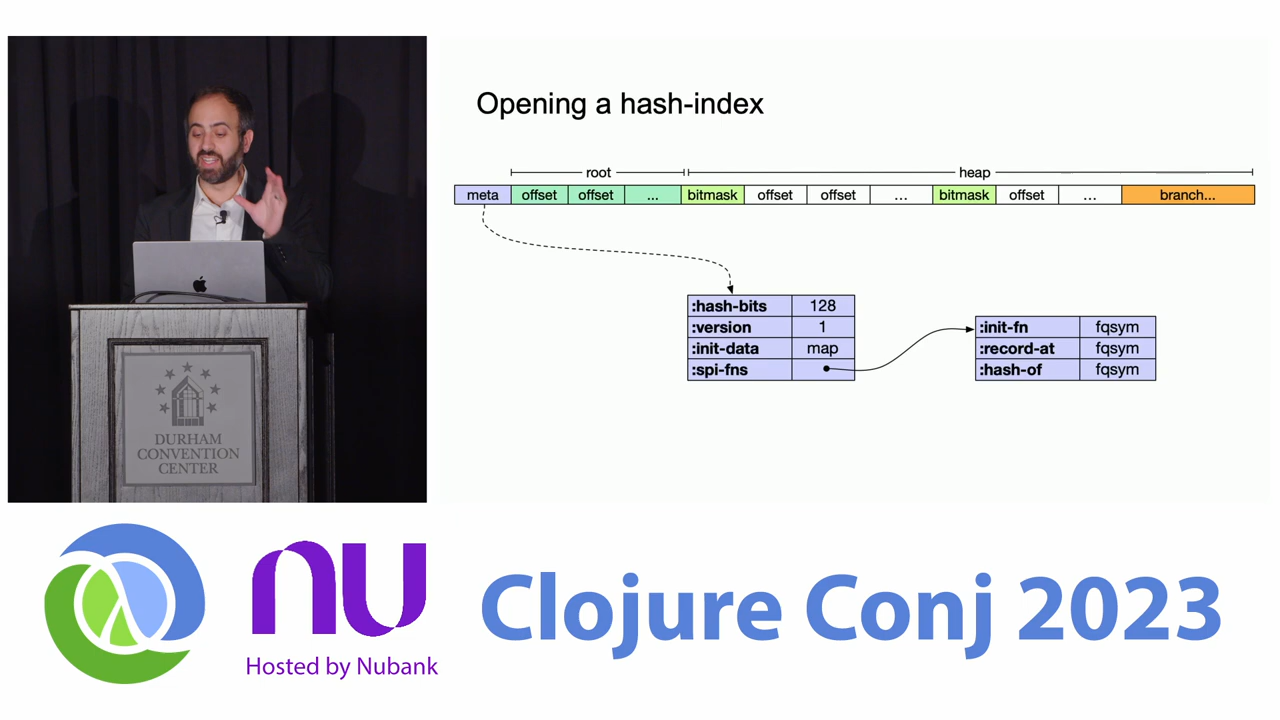 Opening a hash-index
root
heap
meta offset offset ... bitmask offset offset ... bitmask offset ... branch...
:hash-bits 128
:version 1
:init-data map
:spi-fns
:init-fn fqsym
:record-at fqsym
:hash-of fqsym
DURHAM
CONVENTION
CENTER
nu
Hosted by Nubank
Clojure Conj 2023